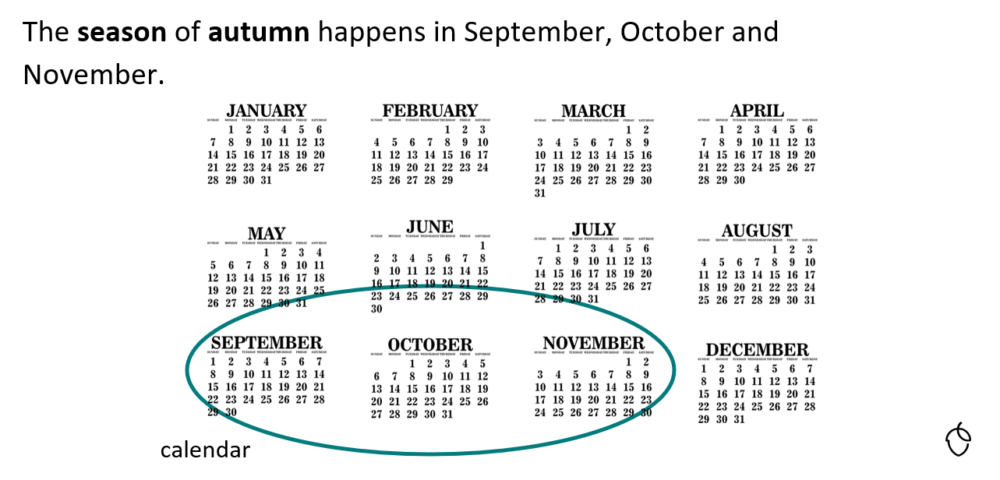 The season of autumn happens in September, October and
November.
JANUARY FEBRUARY MARCH APRIL
SUNDAY MONDAY TUESDAY WEDNESDAY THURSDAY FRIDAY SATURDAY SUNDAY MONDAY TUESDAY WEDNESDAY THURSDAY FRIDAY SATURDAY SUNDAY MONDAY TUESDAY WEDNESDAY THURSDAY FRIDAY SATURDAY SUNDAY MONDAY TUESDAY WEDNESDAY THURSDAY FRIDAY SATURDAY
1 2 3 4 5 6 1 2 3 1 2 1 2 3 4 5 6
7 8 9 10 11 12 13 4 5 6 7 8 9 10 3 4 5 6 7 8 9 7 8 9 10 11 12 13
14 15 16 17 18 19 20 11 12 13 14 15 16 17 10 11 12 13 14 15 16 14 15 16 17 18 19 20
21 22 23 24 25 26 27 18 19 20 21 22 23 24 17 18 19 20 21 22 23 21 22 23 24 25 26 27
28 29 30 31 25 26 27 28 29 24 25 26 27 28 29 30 28 29 30
31
MAY JUNE JULY AUGUST
SUNDAY MONDAY TUESDAY WEDNESDAY THURSDAY FRIDAY SATURDAY SUNDAY MONDAY TUESDAY WEDNESDAY THURSDAY FRIDAY SATURDAY SUNDAY MONDAY TUESDAY WEDNESDAY THURSDAY FRIDAY SATURDAY SUNDAY MONDAY TUESDAY WEDNESDAY THURSDAY FRIDAY SATURDAY
1 2 3 4 1 1 2 3 4 5 6 1 2 3
5 6 7 8 9 10 11 2 3 4 5 6 7 8 7 8 9 10 11 12 13 4 5 6 7 8 9 10
12 13 14 15 16 17 18 9 10 11 12 13 14 15 14 15 16 17 18 19 20 11 12 13 14 15 16 17
19 20 21 22 23 24 25 16 17 18 19 20 21 22 21 22 23 24 25 26 27 18 19 20 21 22 23 24
26 27 28 29 30 31 23 24 25 26 27 28 29 28 29 30 31 25 26 27 28 29 30 31
30
SEPTEMBER OCTOBER NOVEMBER DECEMBER
SUNDAY MONDAY TUESDAY WEDNESDAY THURSDAY FRIDAY SATURDAY SUNDAY MONDAY TUESDAY WEDNESDAY THURSDAY FRIDAY SATURDAY SUNDAY MONDAY TUESDAY WEDNESDAY THURSDAY FRIDAY SATURDAY SUNDAY MONDAY TUESDAY WEDNESDAY THURSDAY FRIDAY SATURDAY
1 2 3 4 5 6 7 1 2 3 4 5 1 2 1 2 3 4 5 6 7
8 9 10 11 12 13 14 6 7 8 9 10 11 12 3 4 5 6 7 8 9 8 9 10 11 12 13 14
15 16 17 18 19 20 21 13 14 15 16 17 18 19 10 11 12 13 14 15 16 15 16 17 18 19 20 21
22 23 24 25 26 27 28 20 21 22 23 24 25 26 17 18 19 20 21 22 23 22 23 24 25 26 27 28
29 30 27 28 29 30 31 24 25 26 27 28 29 30 29 30 31
calendar